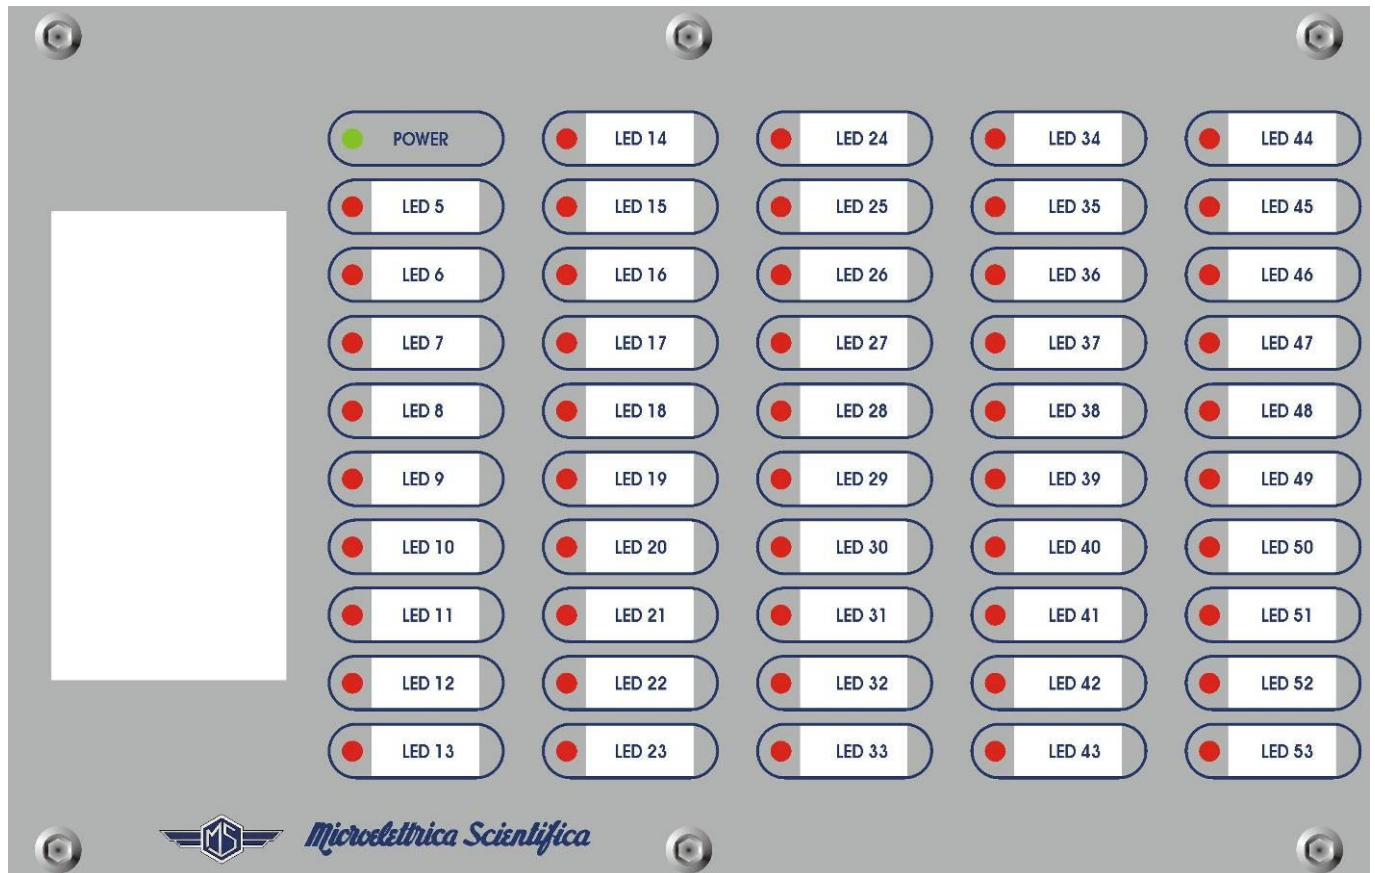 POWER LED 14 LED 24 LED 34 LED 44
LED 5 LED 15 LED 25 LED 35 LED 45
LED 6 LED 16 LED 26 LED 36 LED 46
LED 7 LED 17 LED 27 LED 37 LED 47
LED 8 LED 18 LED 28 LED 38 LED 48
LED 9 LED 19 LED 29 LED 39 LED 49
LED 10 LED 20 LED 30 LED 40 LED 50
LED 11 LED 21 LED 31 LED 41 LED 51
LED 12 LED 22 LED 32 LED 42 LED 52
LED 13 LED 23 LED 33 LED 43 LED 53
MS Microelettrica Scientifica